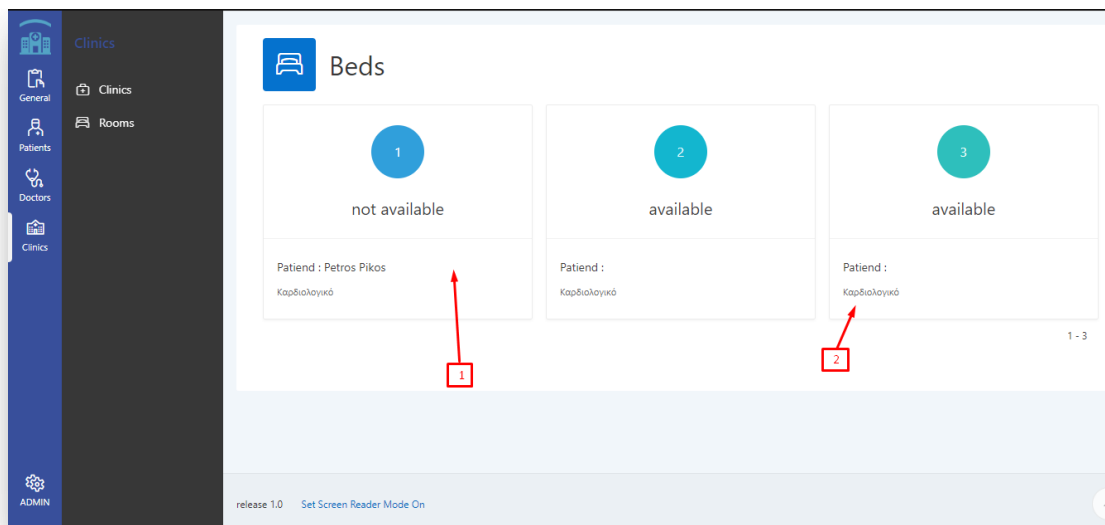 Clinics
General
Patients
Doctors
Clinics
ADMIN
Clinics
Rooms
Beds
1
not available
Patiend : Petros Pikos
Καρδιολογικό
2
available
Patiend :
Καρδιολογικό
3
available
Patiend :
Καρδιολογικό
1 - 3
1
2
release 1.0 Set Screen Reader Mode On